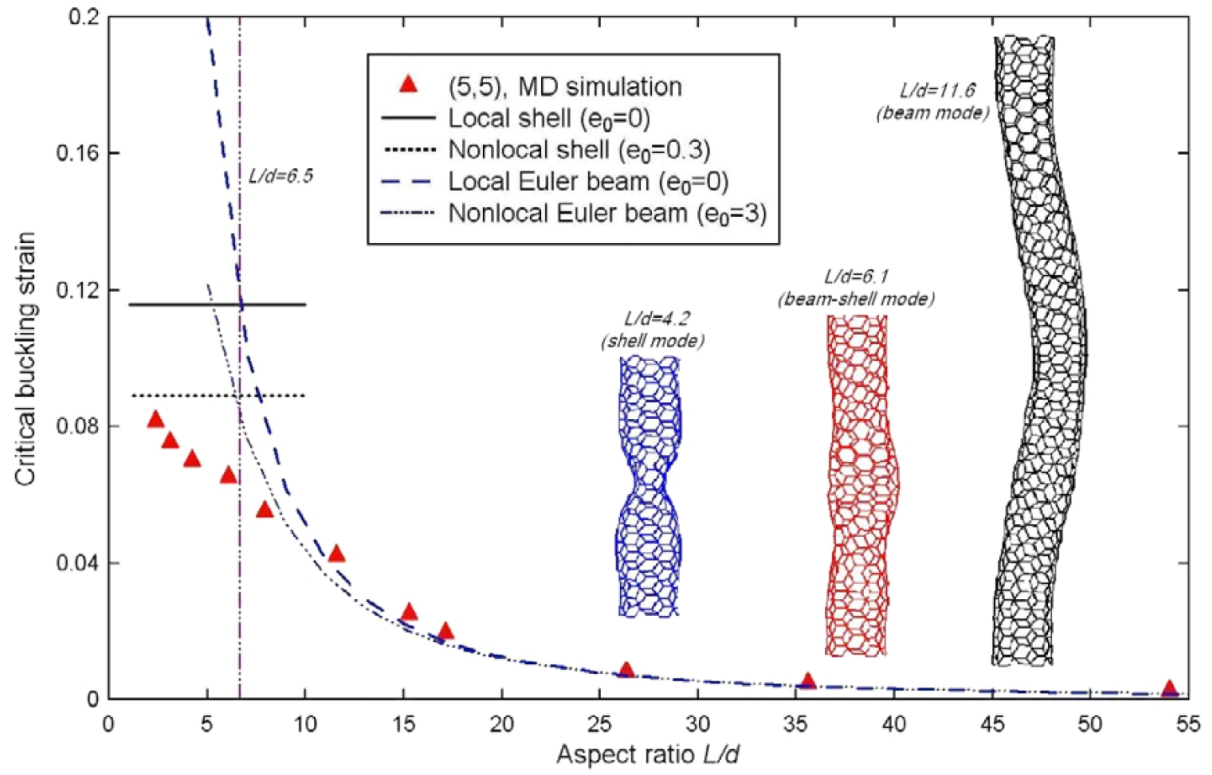 0.2
0.16
0.12
0.08
0.04
0
Critical buckling strain
0 5 10 15 20 25 30 35 40 45 50 55
Aspect ratio L/d
L/d=6.5
(5,5), MD simulation
Local shell (e₀=0)
Nonlocal shell (e₀=0.3)
Local Euler beam (e₀=0)
Nonlocal Euler beam (e₀=3)
L/d=4.2
(shell mode)
L/d=6.1
(beam-shell mode)
L/d=11.6
(beam mode)